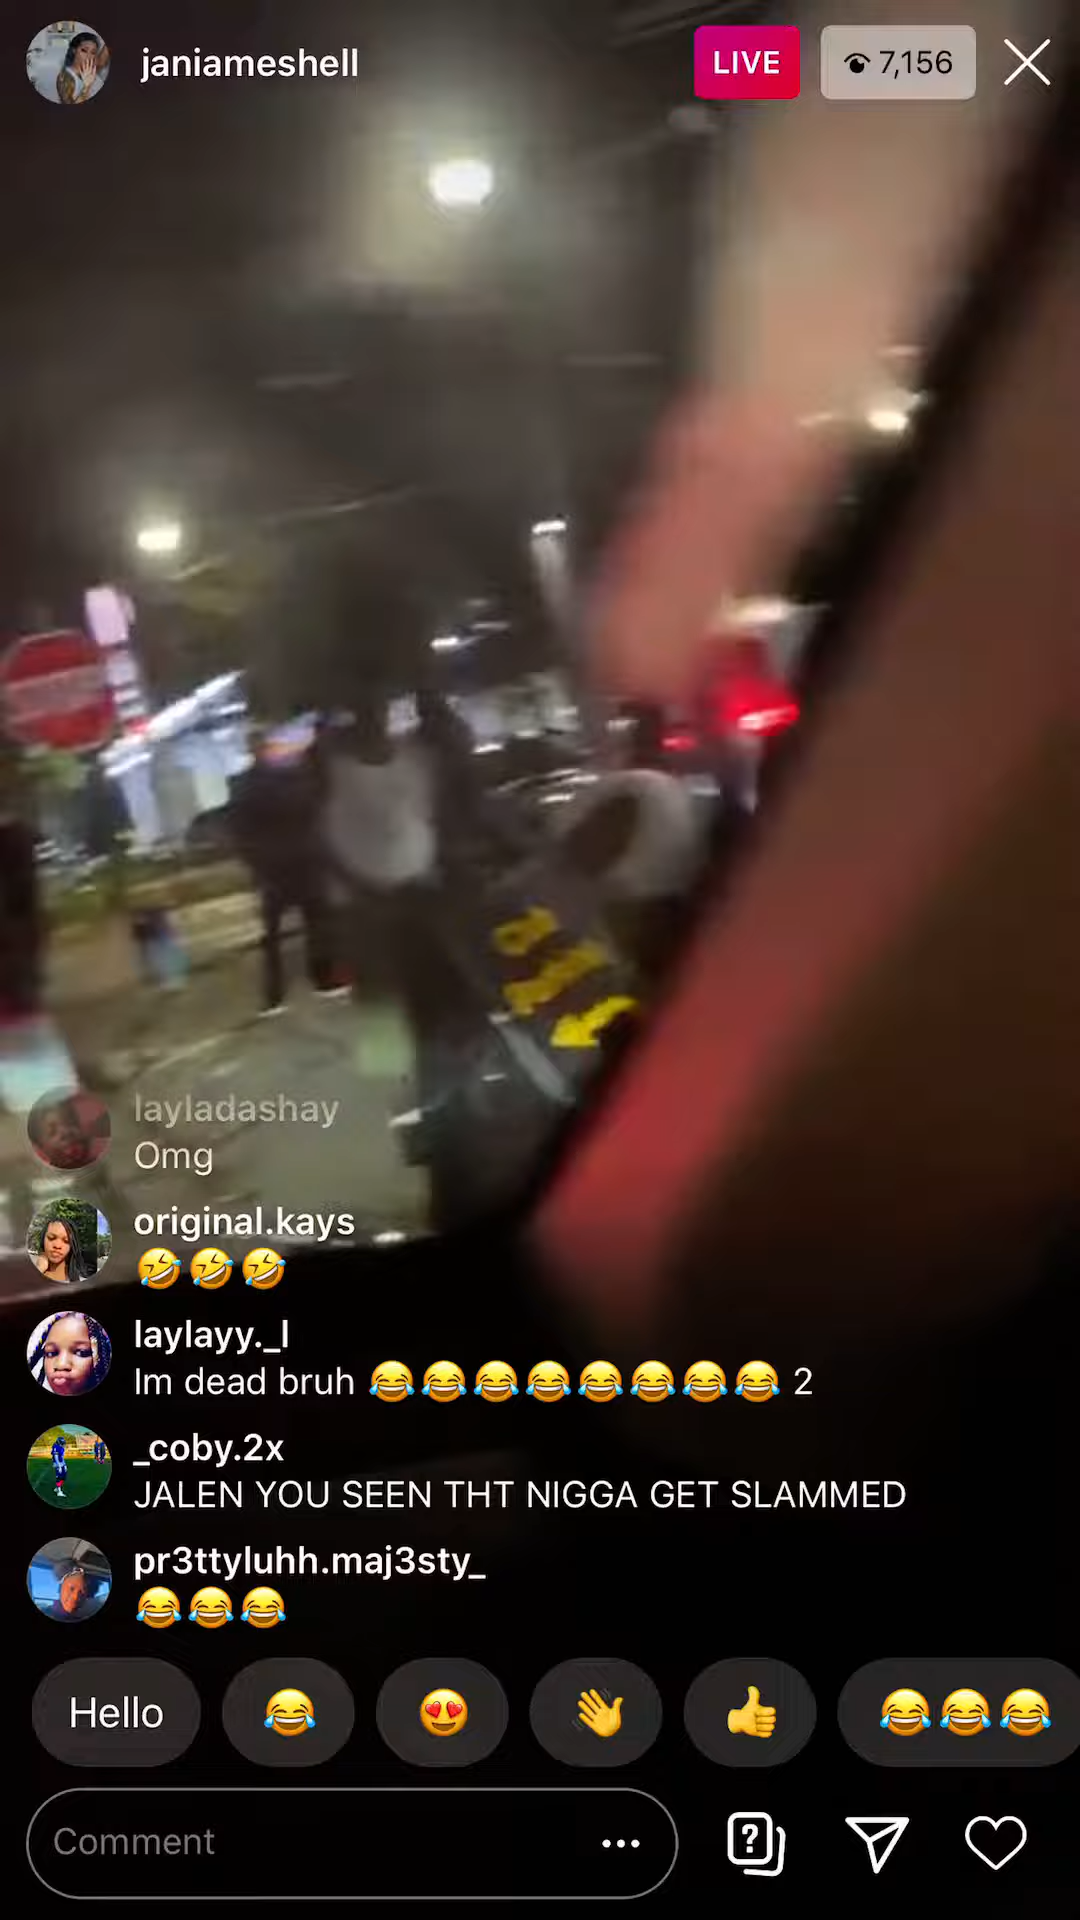 janiameshell
LIVE
7,156
layladashay
Omg
original.kays
🤣🤣🤣
laylayy._l
Im dead bruh 😂😂😂😂😂😂😂😂 2
_coby.2x
JALEN YOU SEEN THT NIGGA GET SLAMMED
pr3ttyluhh.maj3sty_
😂😂😂
Hello 😂 😍 👋 👍 😂😂😂
Comment